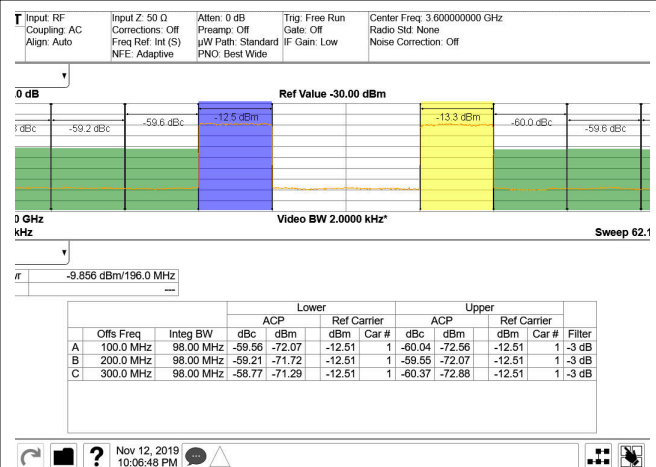 T Input: RF Input Z: 50 Ω Atten: 0 dB Trig: Free Run Center Freq: 3.600000000 GHz
Coupling: AC Corrections: Off Preamp: Off Gate: Off Radio Std: None
Align: Auto Freq Ref: Int (S) µW Path: Standard IF Gain: Low Noise Correction: Off
NFE: Adaptive PNO: Best Wide
.0 dB Ref Value -30.00 dBm
dBc -59.2 dBc -59.6 dBc -12.5 dBm -13.3 dBm -60.0 dBc -59.6 dBc
0 GHz Video BW 2.0000 kHz*
kHz Sweep 62.1
-9.856 dBm/196.0 MHz
---
Lower Upper
ACP Ref Carrier ACP Ref Carrier
Offs Freq Integ BW dBc dBm dBm Car # dBc dBm dBm Car # Filter
A 100.0 MHz 98.00 MHz -59.56 -72.07 -12.51 1 -60.04 -72.56 -12.51 1 -3 dB
B 200.0 MHz 98.00 MHz -59.21 -71.72 -12.51 1 -59.55 -72.07 -12.51 1 -3 dB
C 300.0 MHz 98.00 MHz -58.77 -71.29 -12.51 1 -60.37 -72.88 -12.51 1 -3 dB
? Nov 12, 2019
10:06:48 PM